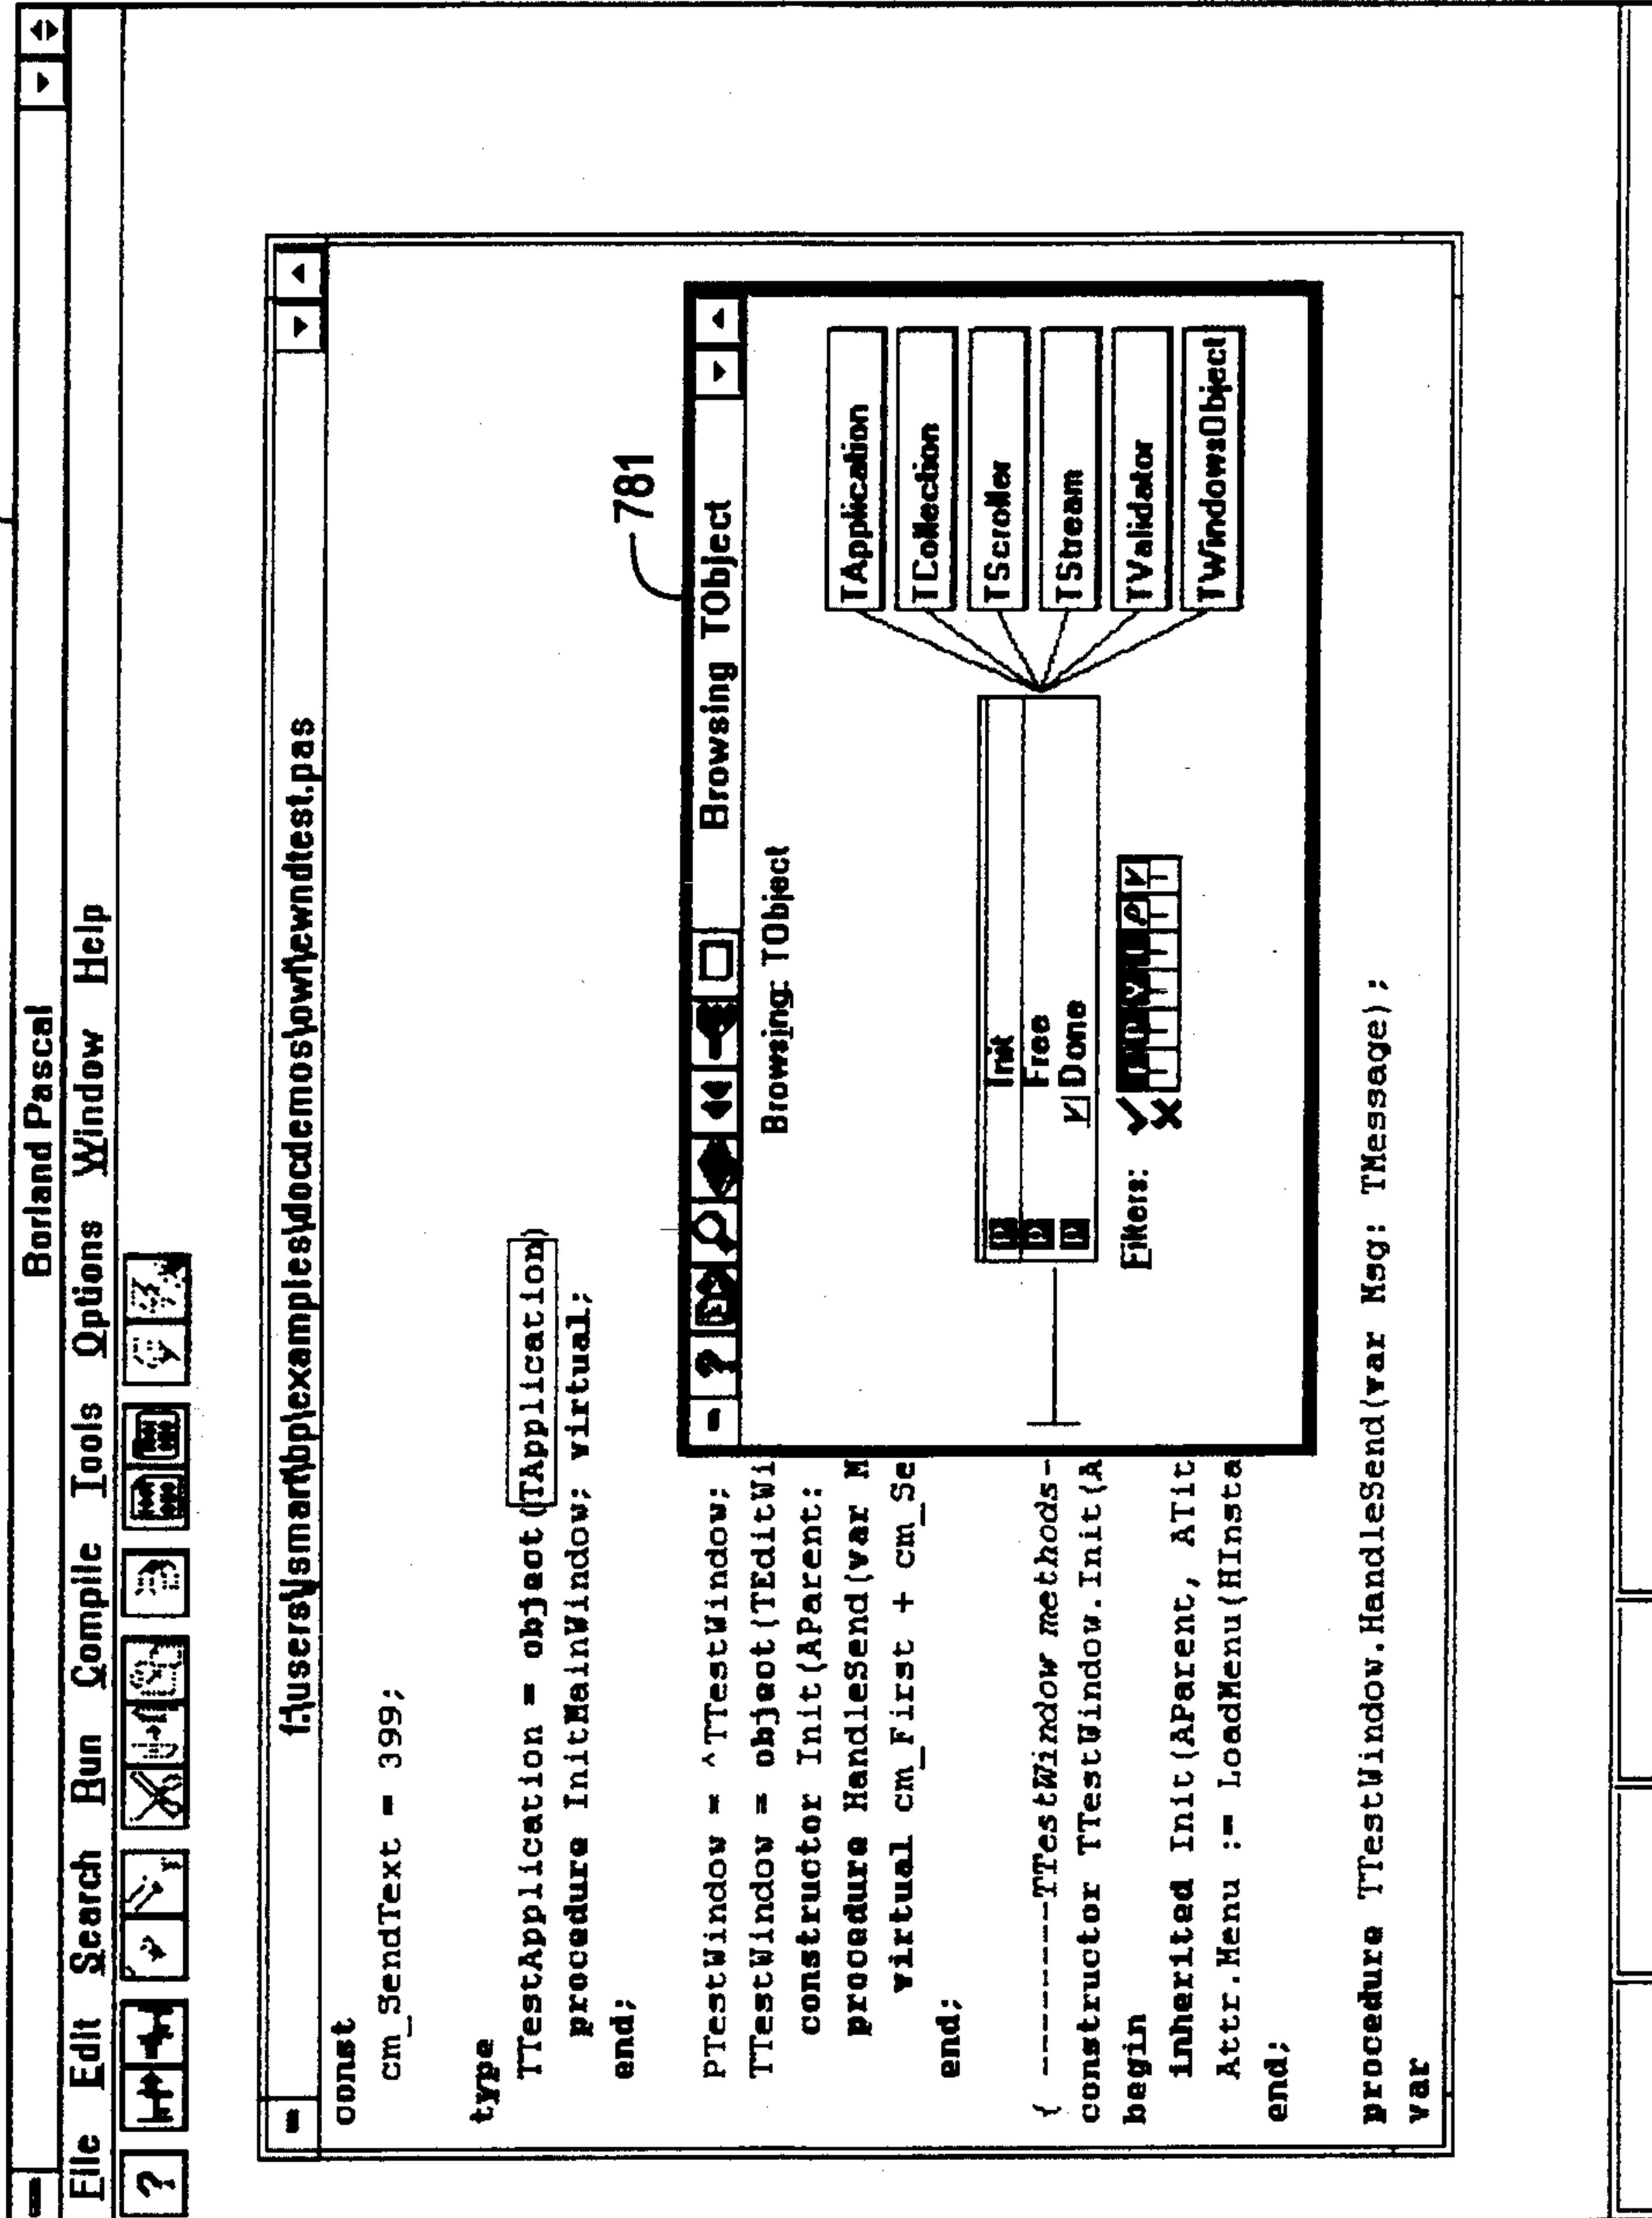 Borland Pascal
File Edit Search Run Compile Tools Options Window Help
?
f:\users\lsmart\bp\examples\docdemos\owl\ewndtest.pas
const
cm_SendText = 399;
type
TTestApplication = object(TApplication)
procedure InitMainWindow; virtual;
end;
781
PTestWindow = ^TTestWindow;
TTestWindow = object(TEditWi
constructor Init(AParent:
procedure HandleSend(var M
virtual cm_First + cm_Se
end;
{ --------TTestWindow methods-
constructor TTestWindow.Init(A
begin
inherited Init(AParent, ATit
Attr.Menu := LoadMenu(HInsta
end;
procedure TTestWindow.HandleSend(var Msg: TMessage);
var
? Browsing TObject
Browsing: TObject
Init
Free
V Done
TApplication
TCollection
TScroller
TStream
TValidator
TWindowsObject
Filters: